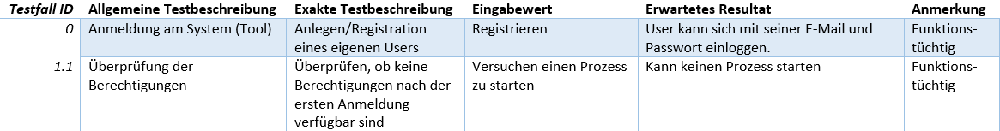 Testfall ID Allgemeine Testbeschreibung Exakte Testbeschreibung Eingabewert Erwartetes Resultat Anmerkung
0 Anmeldung am System (Tool) Anlegen/Registration Registrieren User kann sich mit seiner E-Mail und Funktions-
eines eigenen Users Passwort einloggen. tüchtig
1.1 Überprüfung der Überprüfen, ob keine Versuchen einen Prozess Kann keinen Prozess starten Funktions-
Berechtigungen Berechtigungen nach der zu starten tüchtig
ersten Anmeldung
verfügbar sind